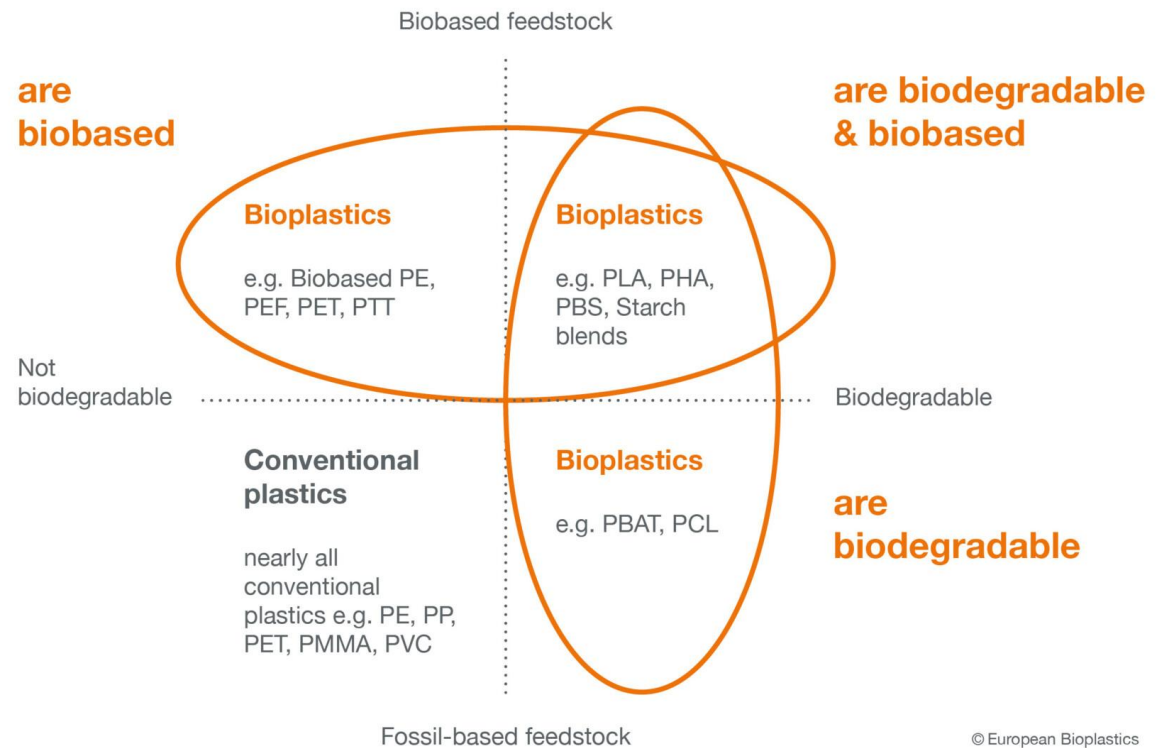 Biobased feedstock
are
biobased
are biodegradable
& biobased
Bioplastics
e.g. Biobased PE,
PEF, PET, PTT
Bioplastics
e.g. PLA, PHA,
PBS, Starch
blends
Not
biodegradable
Biodegradable
Conventional
plastics
nearly all
conventional
plastics e.g. PE, PP,
PET, PMMA, PVC
Bioplastics
e.g. PBAT, PCL
are
biodegradable
Fossil-based feedstock
© European Bioplastics